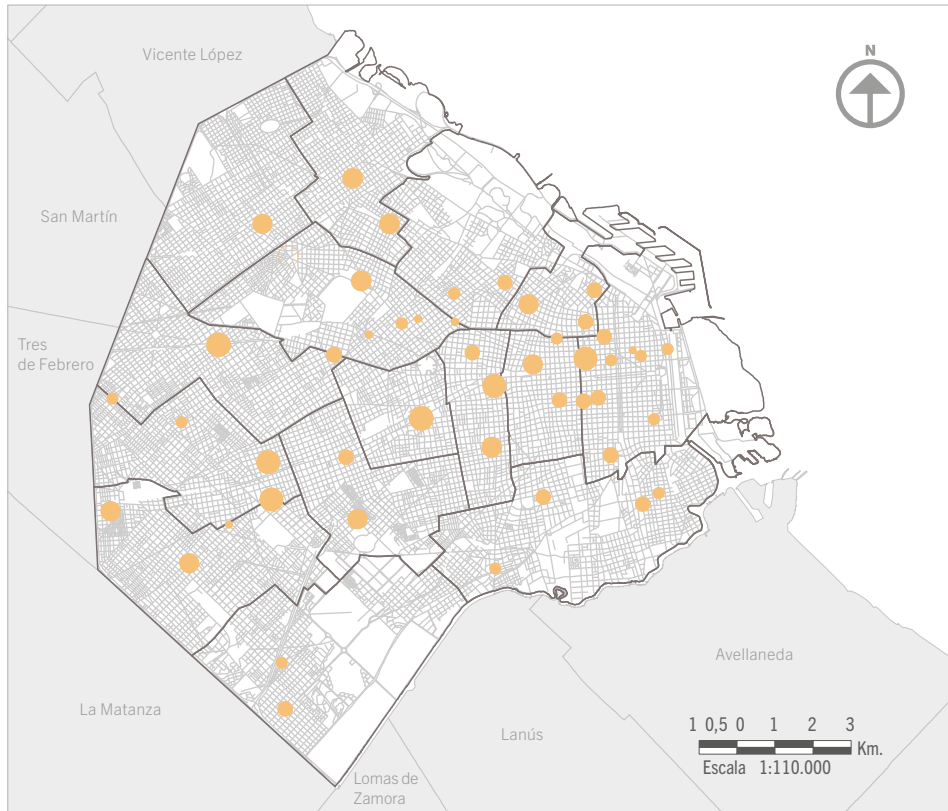 Vicente López
N
San Martín
Tres
de Febrero
Avellaneda
La Matanza
Lanús
1 0,5 0 1 2 3
Km.
Escala 1:110.000
Lomas de
Zamora